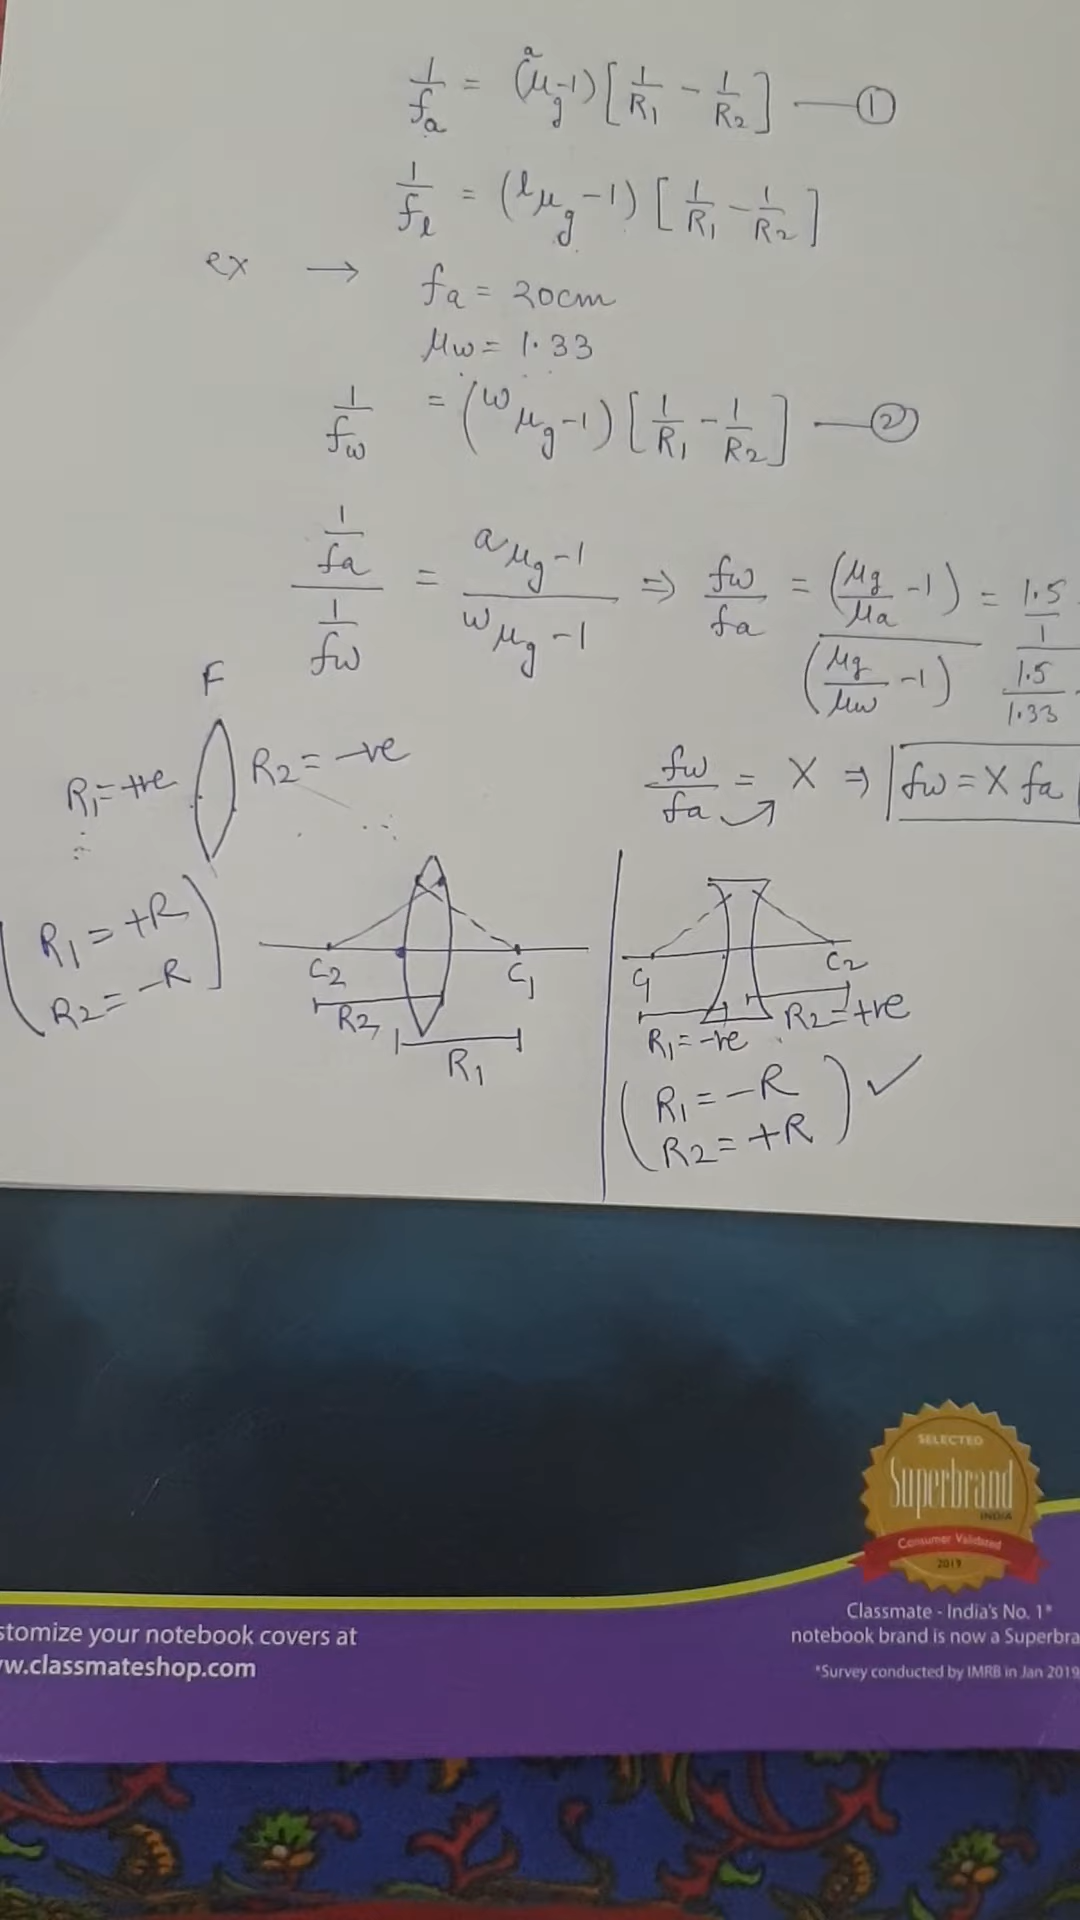 1/fa = (ᵃμg-1) [1/R₁ - 1/R₂] — ①
1/fℓ = (ˡμg-1) [1/R₁ - 1/R₂]
ex → fa = 20cm
μw = 1.33
1/fw = (ʷμg-1) [1/R₁ - 1/R₂] — ②
(1/fa)/(1/fw) = (ᵃμg-1)/(ʷμg-1) ⇒ fw/fa = (μg/μa - 1)/(μg/μw - 1) = 1.5/1 - / 1.5/1.33 -
fw/fa = X ⇒ fw = X fa
F
R₁ = +ve
R₂ = -ve
R₁ = +R
R₂ = -R
C₂ C₁
R₂
R₁
C₁ C₂
R₁ = -ve R₂ = +ve
R₁ = -R ✓
R₂ = +R
SELECTED
Superbrand
INDIA
Consumer Validated
2019
stomize your notebook covers at
w.classmateshop.com
Classmate - India's No. 1*
notebook brand is now a Superbra
*Survey conducted by IMRB in Jan 2019